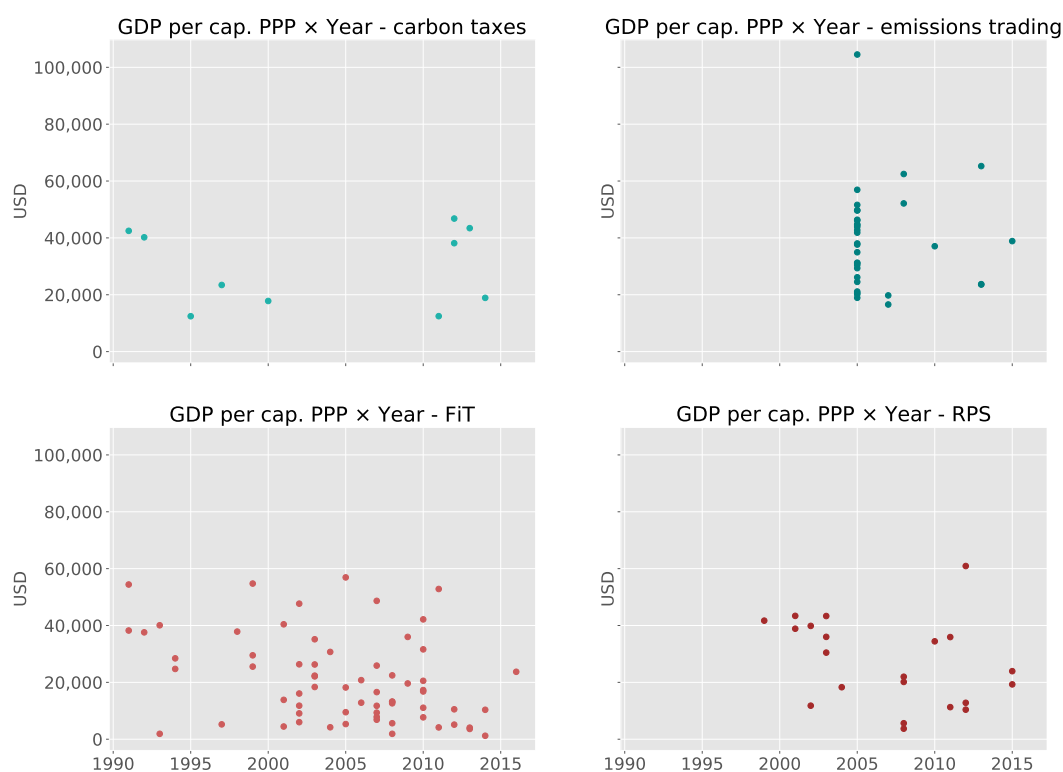 GDP per cap. PPP × Year - carbon taxes
GDP per cap. PPP × Year - emissions trading
100,000
80,000
60,000
40,000
20,000
0
USD
USD
GDP per cap. PPP × Year - FiT
GDP per cap. PPP × Year - RPS
100,000
80,000
60,000
40,000
20,000
0
USD
USD
1990 1995 2000 2005 2010 2015
1990 1995 2000 2005 2010 2015